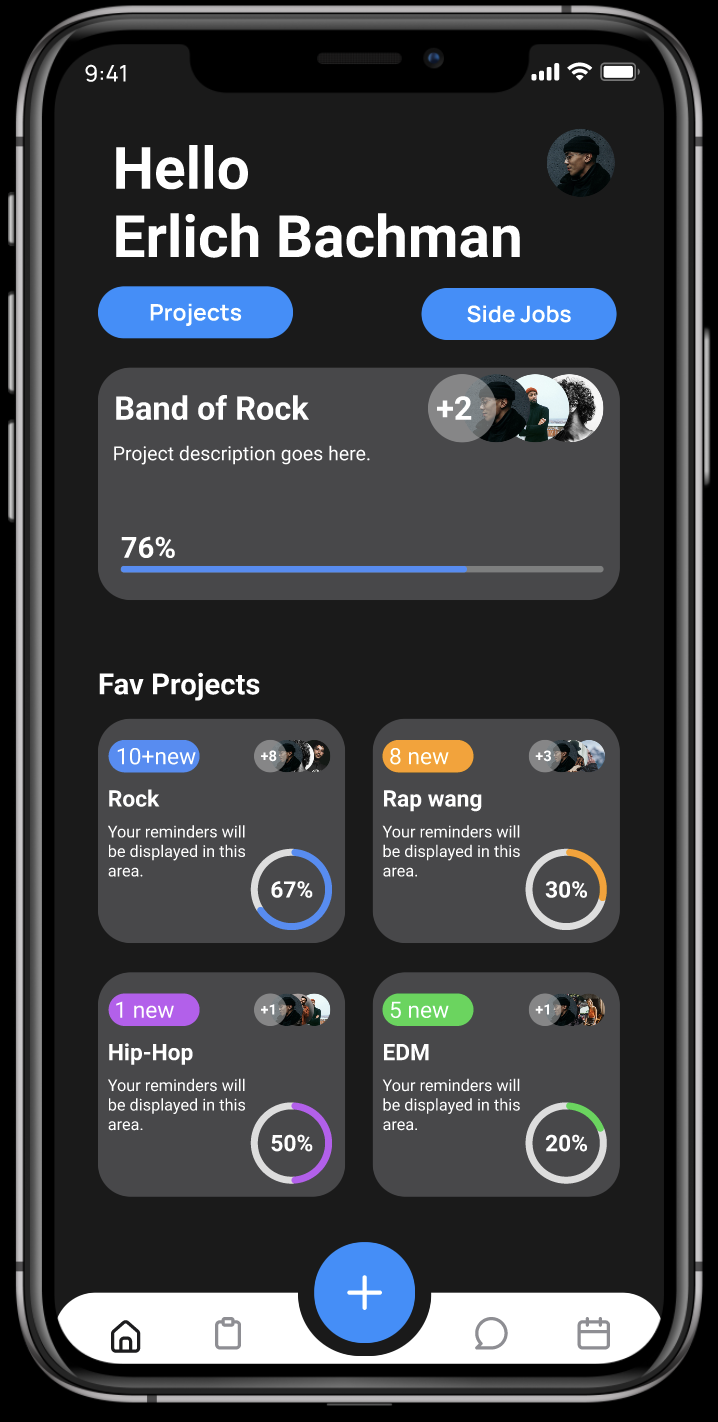 9:41
Hello
Erlich Bachman
Projects
Side Jobs
Band of Rock
+2
Project description goes here.
76%
Fav Projects
10+new
+8
Rock
Your reminders will
be displayed in this
area.
67%
8 new
+3
Rap wang
Your reminders will
be displayed in this
area.
30%
1 new
+1
Hip-Hop
Your reminders will
be displayed in this
area.
50%
5 new
+1
EDM
Your reminders will
be displayed in this
area.
20%